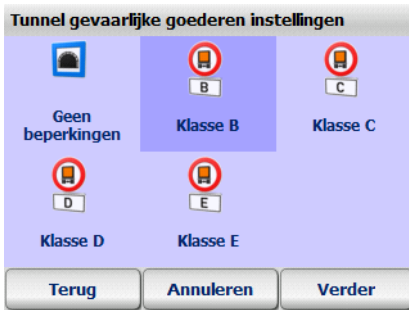 Tunnel gevaarlijke goederen instellingen
B
C
Geen
beperkingen
Klasse B
Klasse C
D
E
Klasse D
Klasse E
Terug
Annuleren
Verder